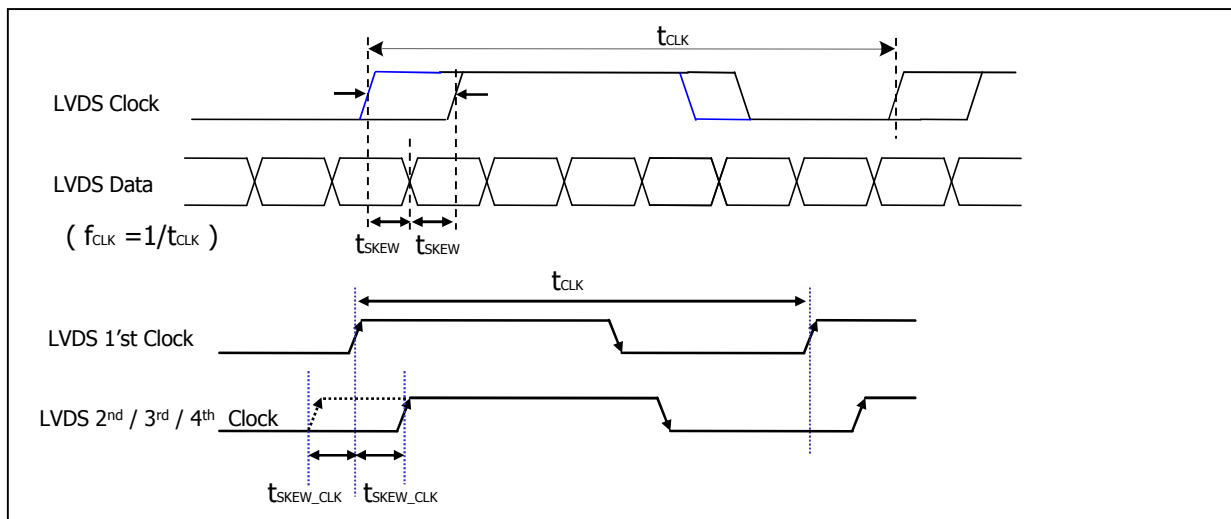 tCLK
LVDS Clock
LVDS Data
( fCLK =1/tCLK )
tSKEW tSKEW
tCLK
LVDS 1'st Clock
LVDS 2nd / 3rd / 4th Clock
tSKEW_CLK tSKEW_CLK